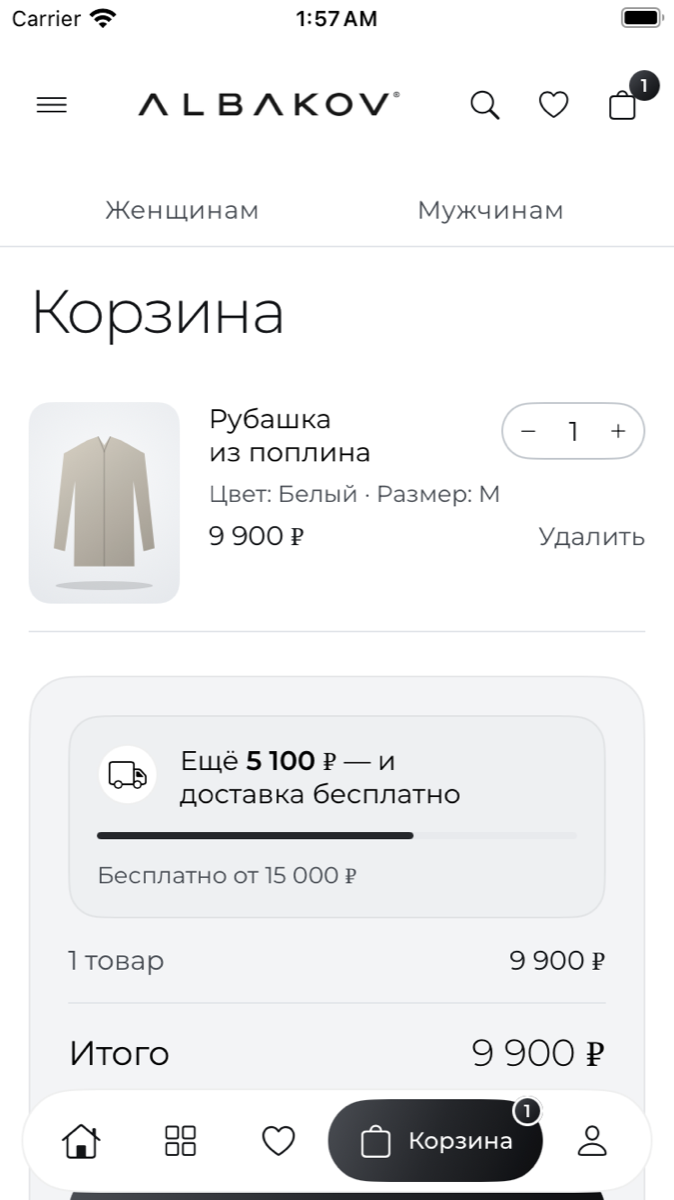 Carrier
1:57 AM
ALBAKOV®
1
Женщинам
Мужчинам
Корзина
Рубашка
из поплина
− 1 +
Цвет: Белый · Размер: M
9 900 ₽
Удалить
Ещё 5 100 ₽ — и
доставка бесплатно
Бесплатно от 15 000 ₽
1 товар
9 900 ₽
Итого
9 900 ₽
1
Корзина